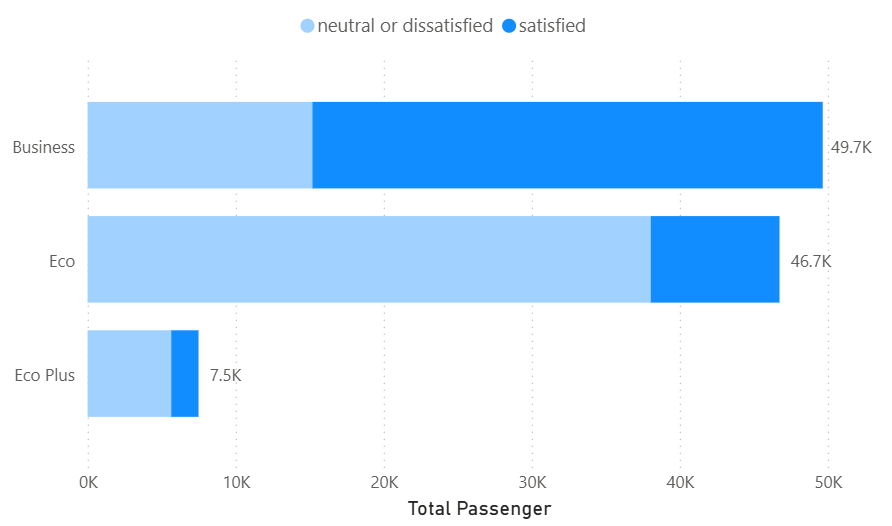 neutral or dissatisfied satisfied
Business 49.7K
Eco 46.7K
Eco Plus 7.5K
0K 10K 20K 30K 40K 50K
Total Passenger